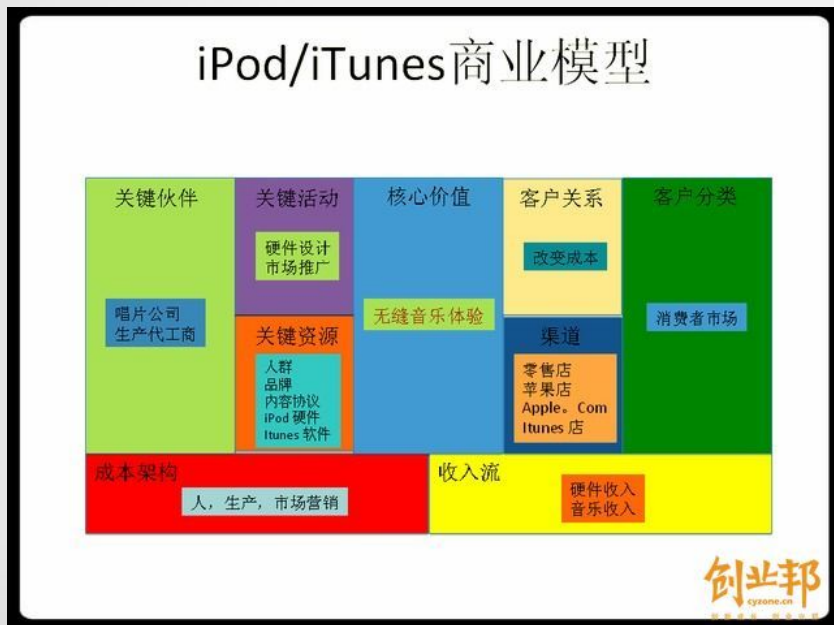 iPod/iTunes商业模型
关键伙伴
唱片公司
生产代工商
关键活动
硬件设计
市场推广
关键资源
人群
品牌
内容协议
iPod 硬件
Itunes 软件
核心价值
无缝音乐体验
客户关系
改变成本
渠道
零售店
苹果店
Apple。Com
Itunes 店
客户分类
消费者市场
成本架构
人，生产，市场营销
收入流
硬件收入
音乐收入
创业邦
cyzone.cn